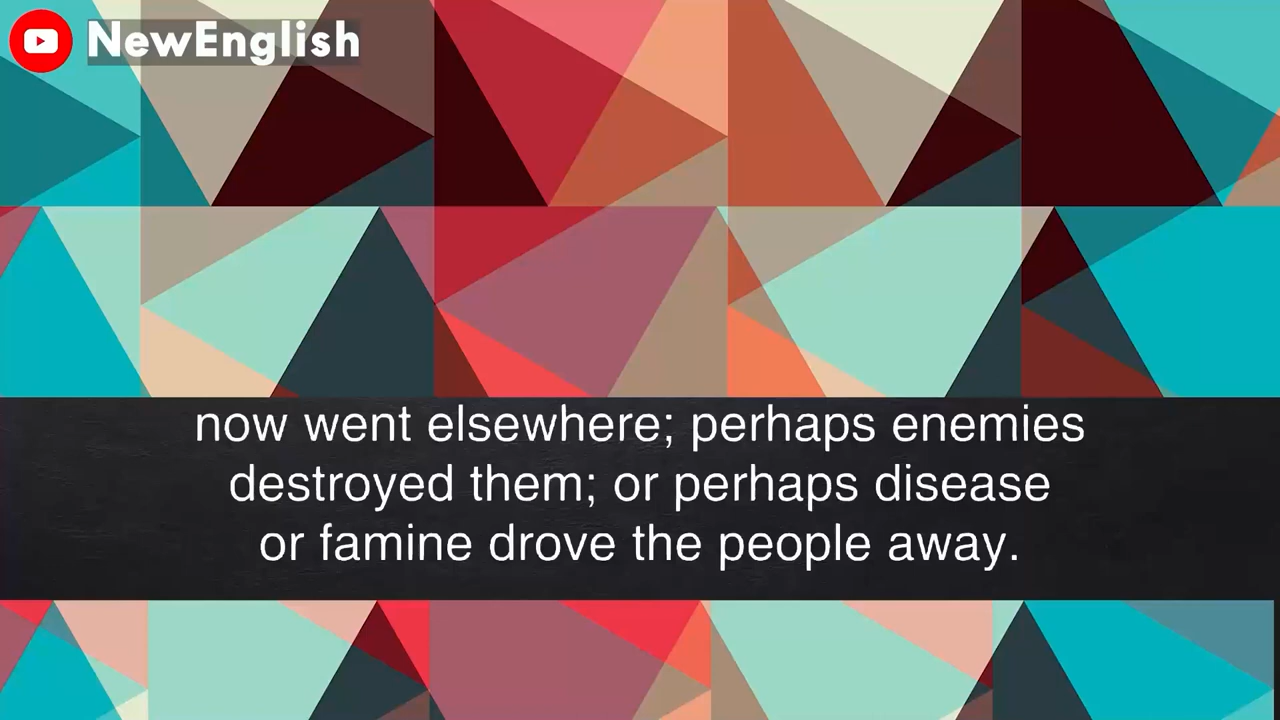 NewEnglish
now went elsewhere; perhaps enemies
destroyed them; or perhaps disease
or famine drove the people away.